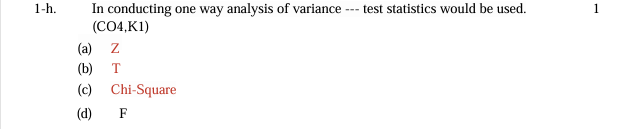 1-h. In conducting one way analysis of variance --- test statistics would be used. 1
(CO4,K1)
(a) Z
(b) T
(c) Chi-Square
(d) F